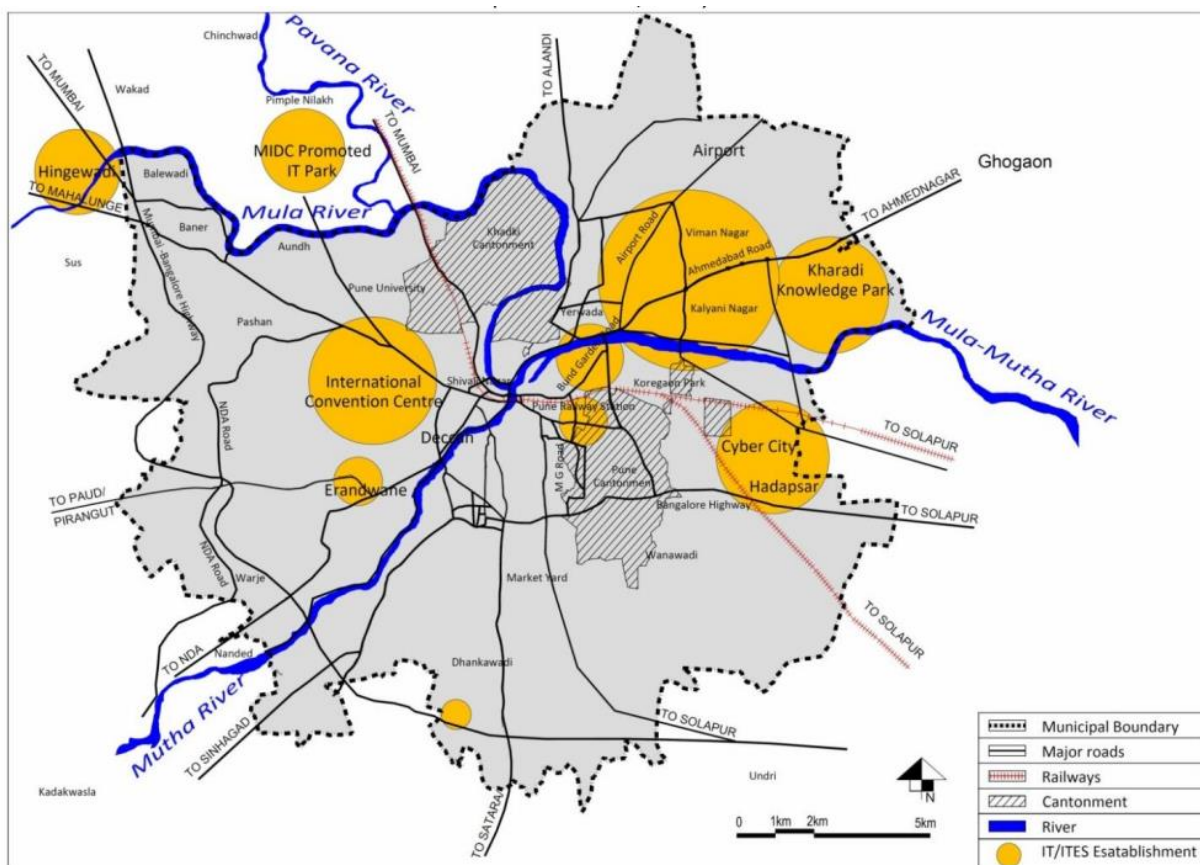 Chinchwad
Pavana River
TO MUMBAI
Wakad
Pimple Nilakh
TO MUMBAI
TO ALANDI
MIDC Promoted
IT Park
Airport
Ghogaon
Hingewadi
Balewadi
TO MAHALUNGE
Mula River
TO AHMEDNAGAR
Baner
Aundh
Khadki
Cantonment
Viman Nagar
Airport Road
Ahmedabad Road
Sus
Mumbai -Bangalore Highway
Pune University
Kharadi
Knowledge Park
Yerwada
Kalyani Nagar
Pashan
Mula-Mutha
River
Bund Garden Road
International
Convention Centre
Koregaon Park
Pune Railway Station
NDA Road
Deccan
M G Road
Cyber City
TO SOLAPUR
Erandwane
Pune
Cantonment
Hadapsar
TO PAUD/
PIRANGUT
Bangalore Highway
TO SOLAPUR
NDA Road
Wanawadi
Warje
Market Yard
TO SOLAPUR
TO NDA
Nanded
Dhankawadi
Mutha River
TO SINHAGAD
TO SOLAPUR
Kadakwasla
Undri
TO SATARA
N
0 1km 2km 5km
Municipal Boundary
Major roads
Railways
Cantonment
River
IT/ITES Esatablishment